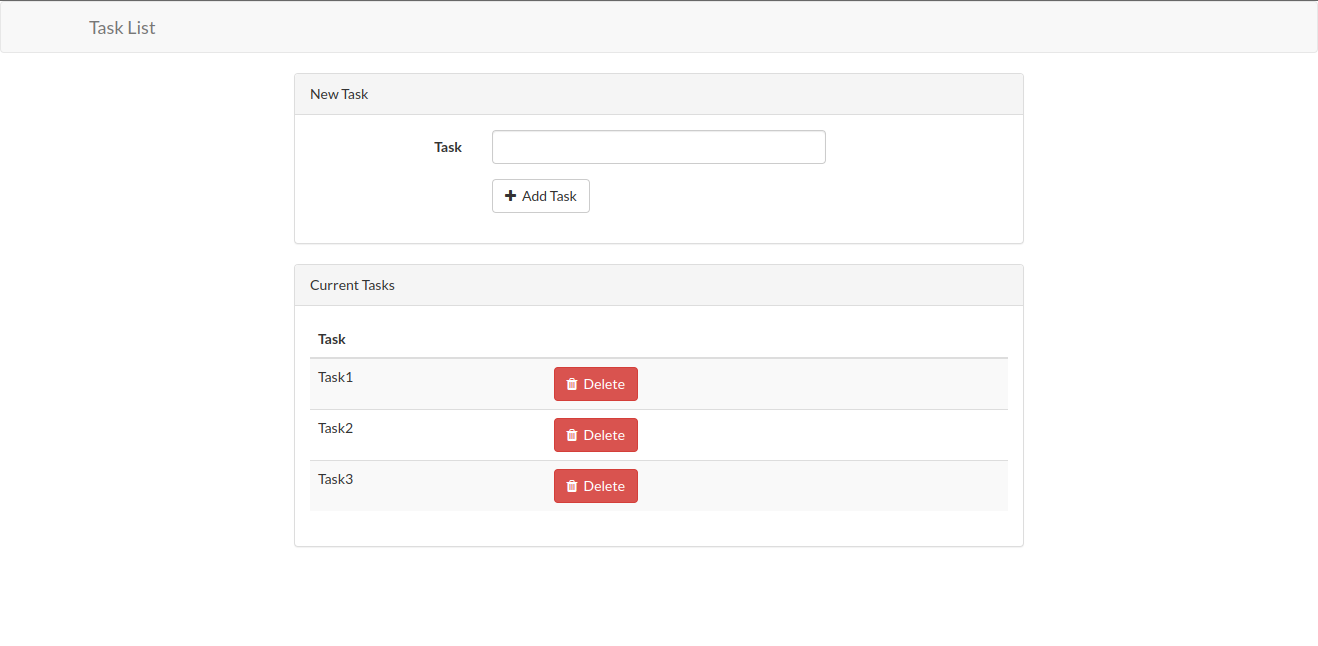 Task List
New Task
Task
Add Task
Current Tasks
Task
Task1 Delete
Task2 Delete
Task3 Delete